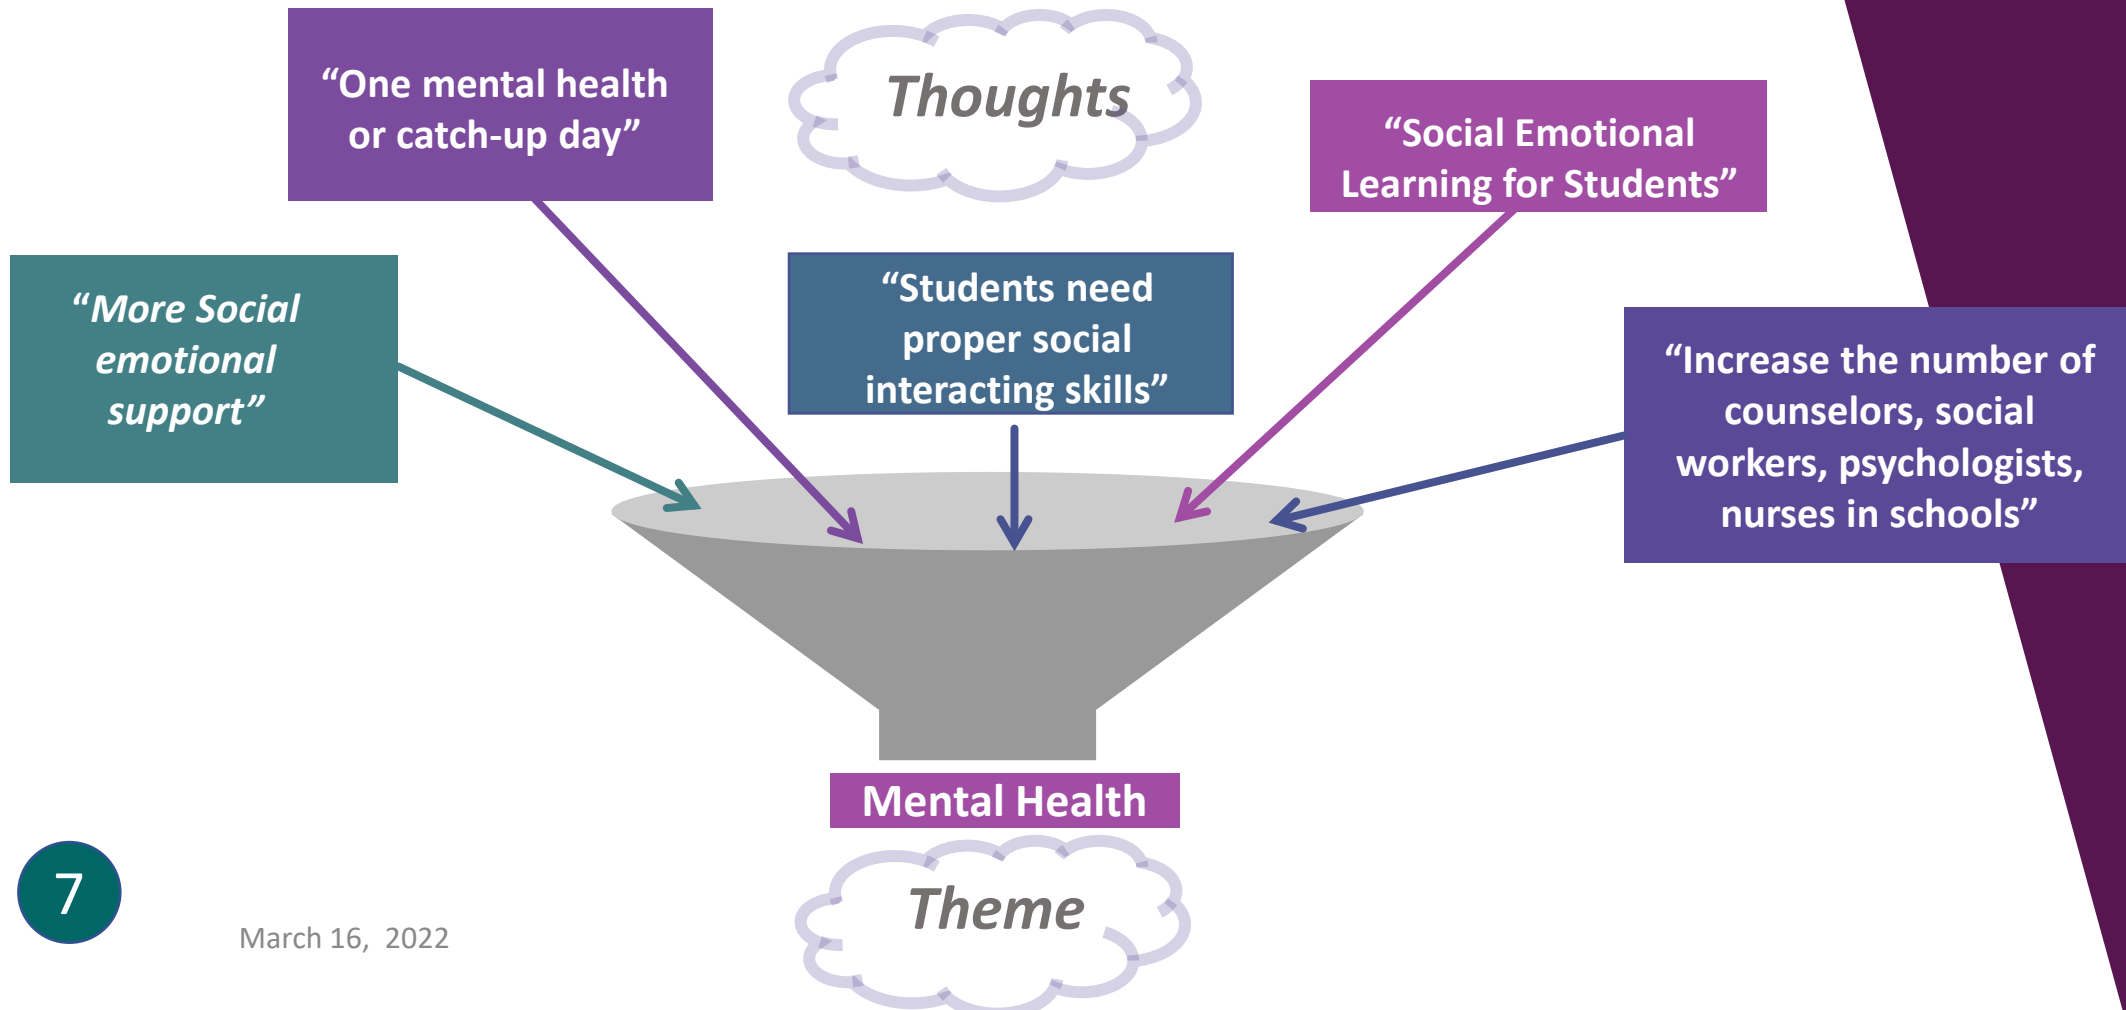 Thoughts
“One mental health
or catch-up day”
“Social Emotional
Learning for Students”
“More Social
emotional
support”
“Students need
proper social
interacting skills”
“Increase the number of
counselors, social
workers, psychologists,
nurses in schools”
Mental Health
Theme
7
March 16, 2022